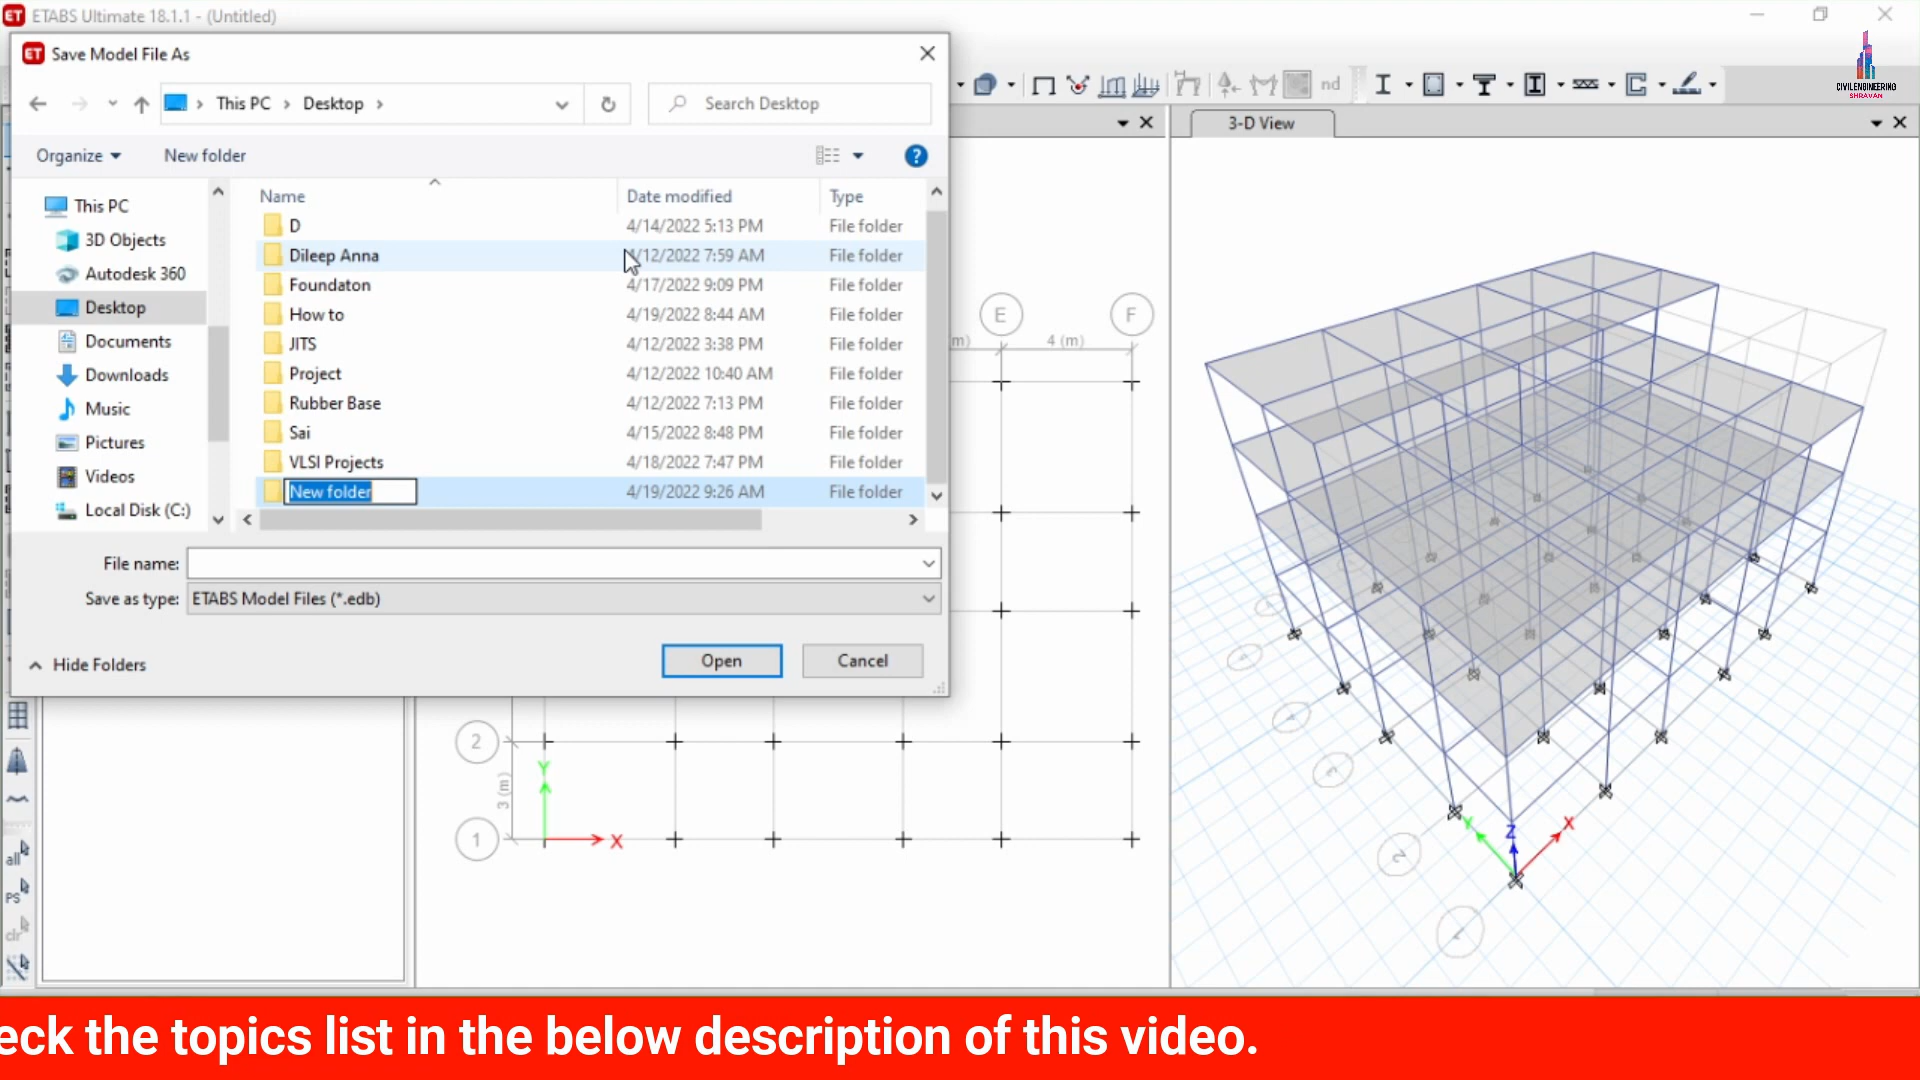 ETABS Ultimate 18.1.1 - (Untitled)
Save Model File As
This PC
Desktop
Search Desktop
Organize
New folder
This PC
3D Objects
Autodesk 360
Desktop
Documents
Downloads
Music
Pictures
Videos
Local Disk (C:)
Name Date modified Type
D 4/14/2022 5:13 PM File folder
Dileep Anna /12/2022 7:59 AM File folder
Foundaton 4/17/2022 9:09 PM File folder
How to 4/19/2022 8:44 AM File folder
JITS 4/12/2022 3:38 PM File folder
Project 4/12/2022 10:40 AM File folder
Rubber Base 4/12/2022 7:13 PM File folder
Sai 4/15/2022 8:48 PM File folder
VLSI Projects 4/18/2022 7:47 PM File folder
New folder 4/19/2022 9:26 AM File folder
File name:
Save as type: ETABS Model Files (*.edb)
Hide Folders
Open
Cancel
nd
CIVILENGINEERING
SHRAVAN
3-D View
E
F
m)
4 (m)
2
3 (m)
1
Y
X
all
PS
clr
Y
Z
X
2
1
eck the topics list in the below description of this video.